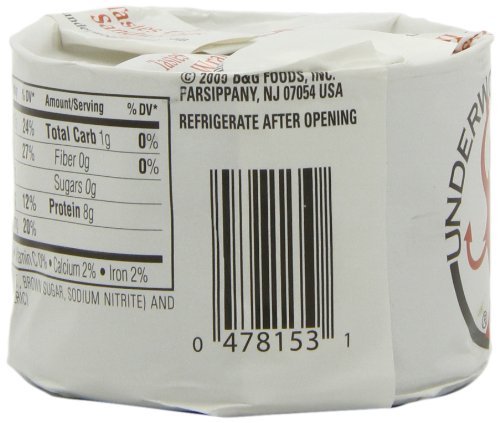 © 2009 B&G FOODS, INC.
PARSIPPANY, NJ 07054 USA
REFRIGERATE AFTER OPENING
% DV* Amount/Serving % DV*
24% Total Carb 1g 0%
27% Fiber 0g 0%
Sugars 0g
12% Protein 8g
20%
C 0% • Calcium 2% • Iron 2%
BROWN SUGAR, SODIUM NITRITE) AND
0 478153 1
UNDERW
®